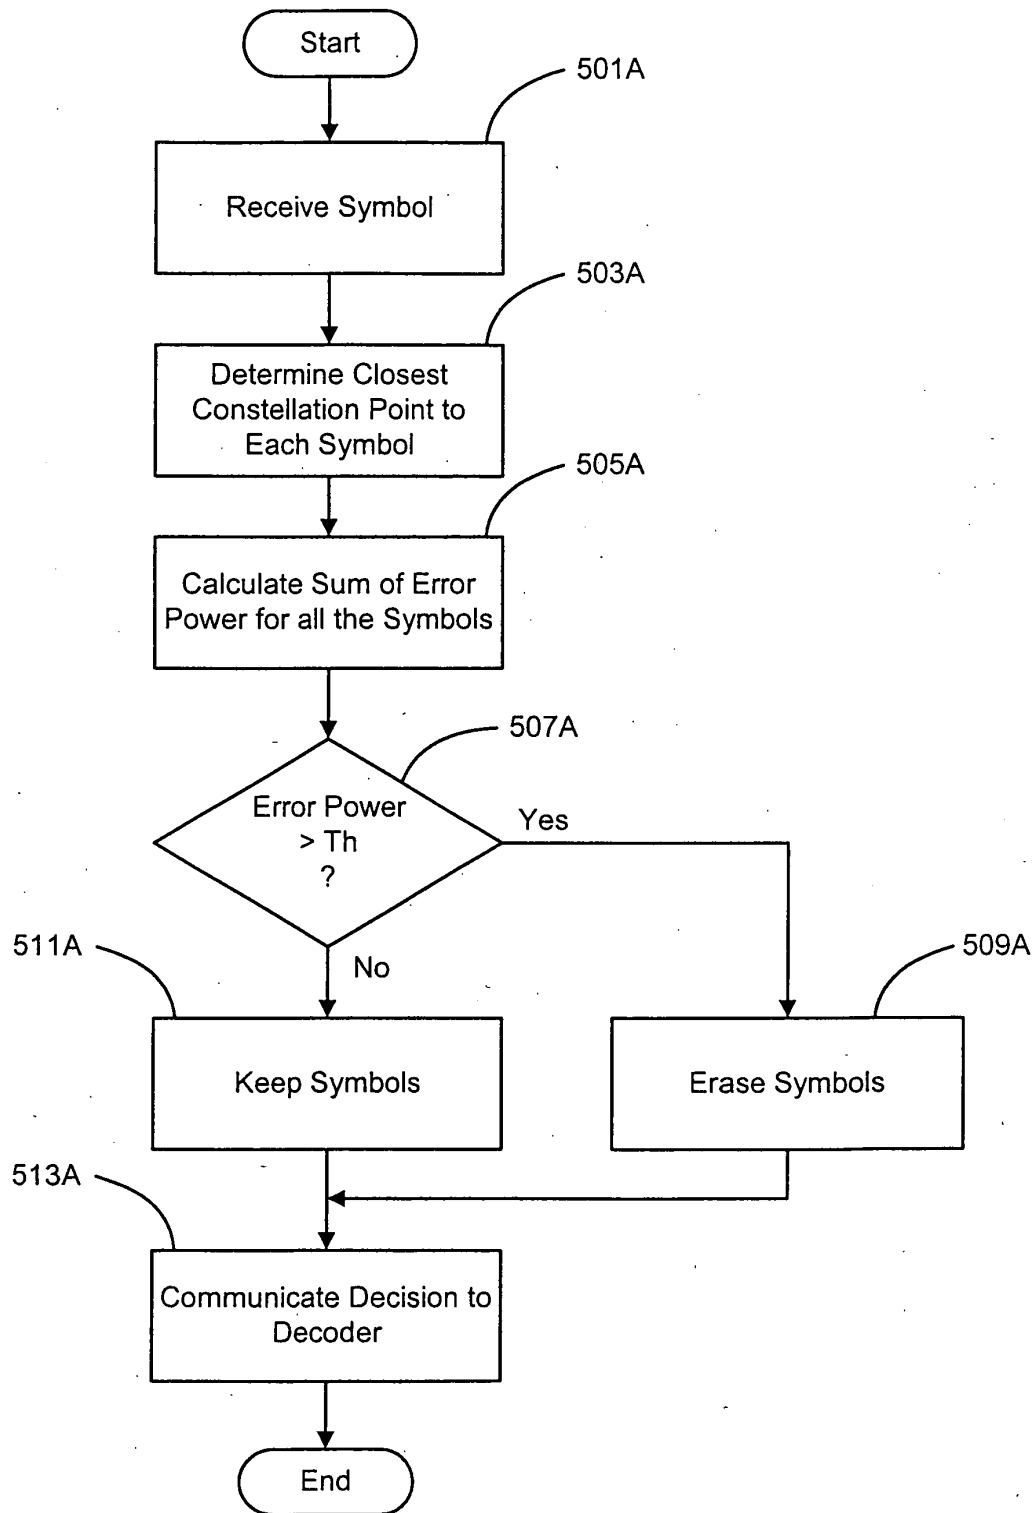 Start
501A
Receive Symbol
503A
Determine Closest
Constellation Point to
Each Symbol
505A
Calculate Sum of Error
Power for all the Symbols
507A
Error Power
> Th
?
Yes
No
511A
509A
Keep Symbols
Erase Symbols
513A
Communicate Decision to
Decoder
End